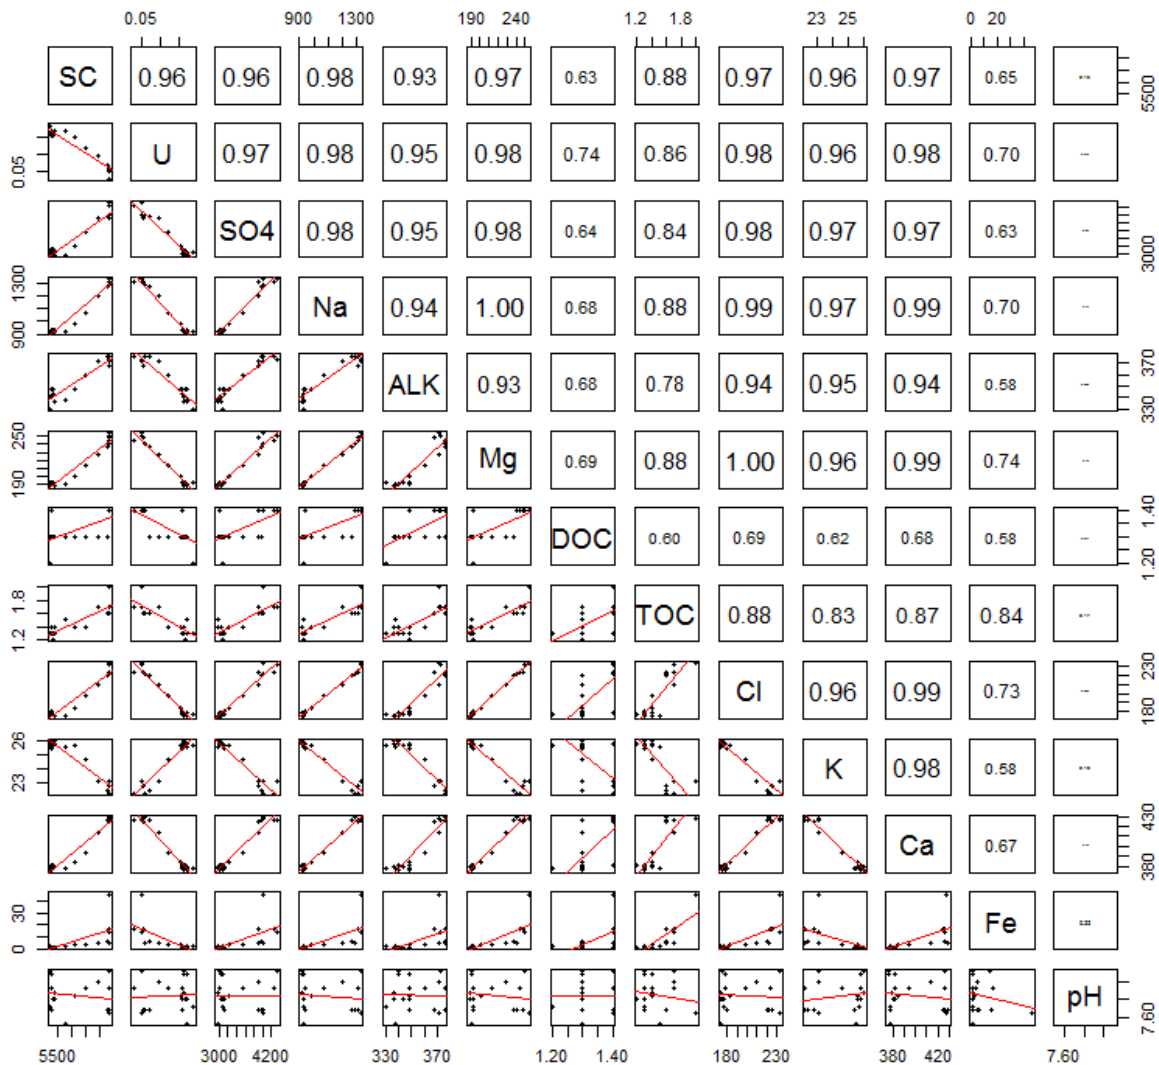 0.05 900 1300 190 240 1.2 1.8 23 25 0 20
SC 0.96 0.96 0.98 0.93 0.97 0.63 0.88 0.97 0.96 0.97 0.65 5500
0.05 U 0.97 0.98 0.95 0.98 0.74 0.86 0.98 0.96 0.98 0.70
SO4 0.98 0.95 0.98 0.64 0.84 0.98 0.97 0.97 0.63 3000
900 1300 Na 0.94 1.00 0.68 0.88 0.99 0.97 0.99 0.70
ALK 0.93 0.68 0.78 0.94 0.95 0.94 0.58 330 370
190 250 Mg 0.69 0.88 1.00 0.96 0.99 0.74
DOC 0.60 0.69 0.62 0.68 0.58 1.20 1.40
1.2 1.8 TOC 0.88 0.83 0.87 0.84
Cl 0.96 0.99 0.73 180 230
23 26 K 0.98 0.58
Ca 0.67 380 430
0 30 Fe
pH 7.60
5500 3000 4200 330 370 1.20 1.40 180 230 380 420 7.60